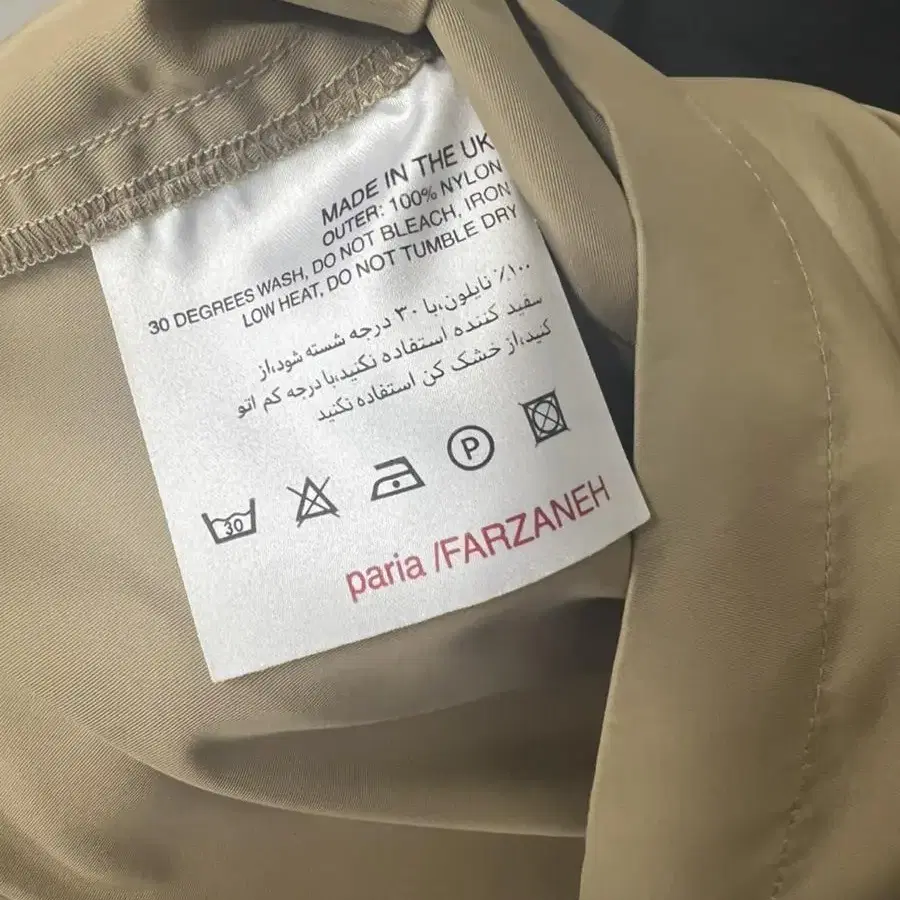 MADE IN THE UK
OUTER: 100% NYLON
30 DEGREES WASH, DO NOT BLEACH, IRON
LOW HEAT, DO NOT TUMBLE DRY
۱۰۰٪ نایلون،با ۳۰ درجه شسته شود،از
سفید کننده استفاده نکنید،با درجه کم اتو
کنید،از خشک کن استفاده نکنید
30
P
paria /FARZANEH